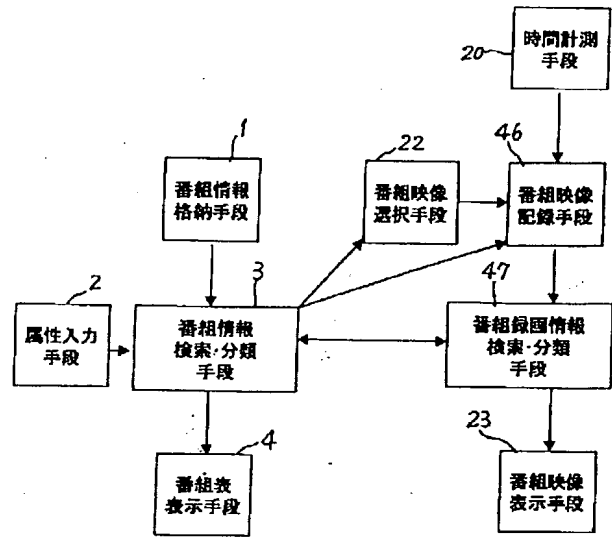 20
時間計測
手段
1
番組情報
格納手段
22
番組映像
選択手段
46
番組映像
記録手段
2
属性入力
手段
3
番組情報
検索・分類
手段
47
番組録画情報
検索・分類
手段
4
番組表
表示手段
23
番組映像
表示手段